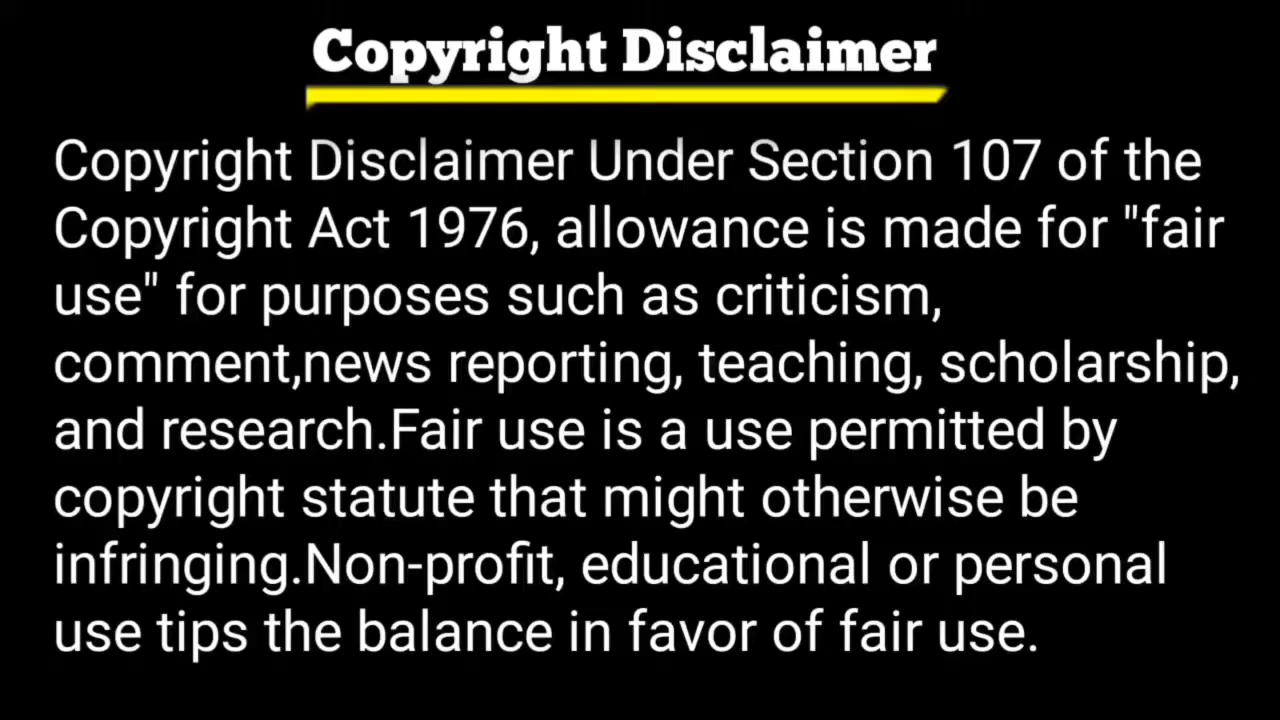 Copyright Disclaimer
Copyright Disclaimer Under Section 107 of the
Copyright Act 1976, allowance is made for "fair
use" for purposes such as criticism,
comment,news reporting, teaching, scholarship,
and research.Fair use is a use permitted by
copyright statute that might otherwise be
infringing.Non-profit, educational or personal
use tips the balance in favor of fair use.